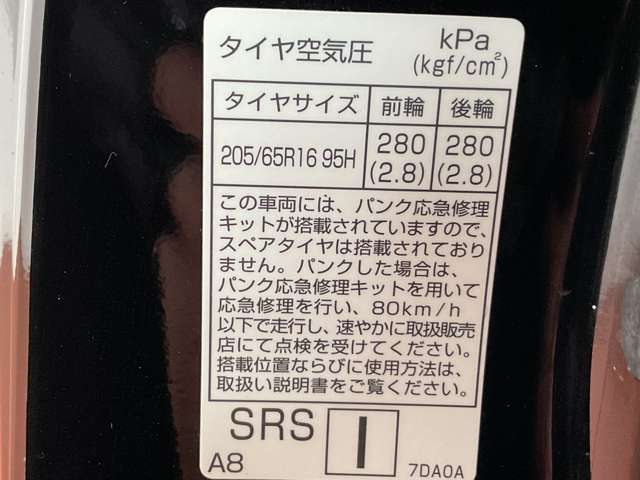 タイヤ空気圧 kPa
(kgf/cm²)
タイヤサイズ 前輪 後輪
205/65R16 95H 280 280
(2.8) (2.8)
この車両には、パンク応急修理
キットが搭載されていますので、
スペアタイヤは搭載されており
ません。パンクした場合は、
パンク応急修理キットを用いて
応急修理を行い、80km/h
以下で走行し、速やかに取扱販売
店にて点検を受けてください。
搭載位置ならびに使用方法は、
取扱い説明書をご覧ください。
SRS I
A8 7DA0A